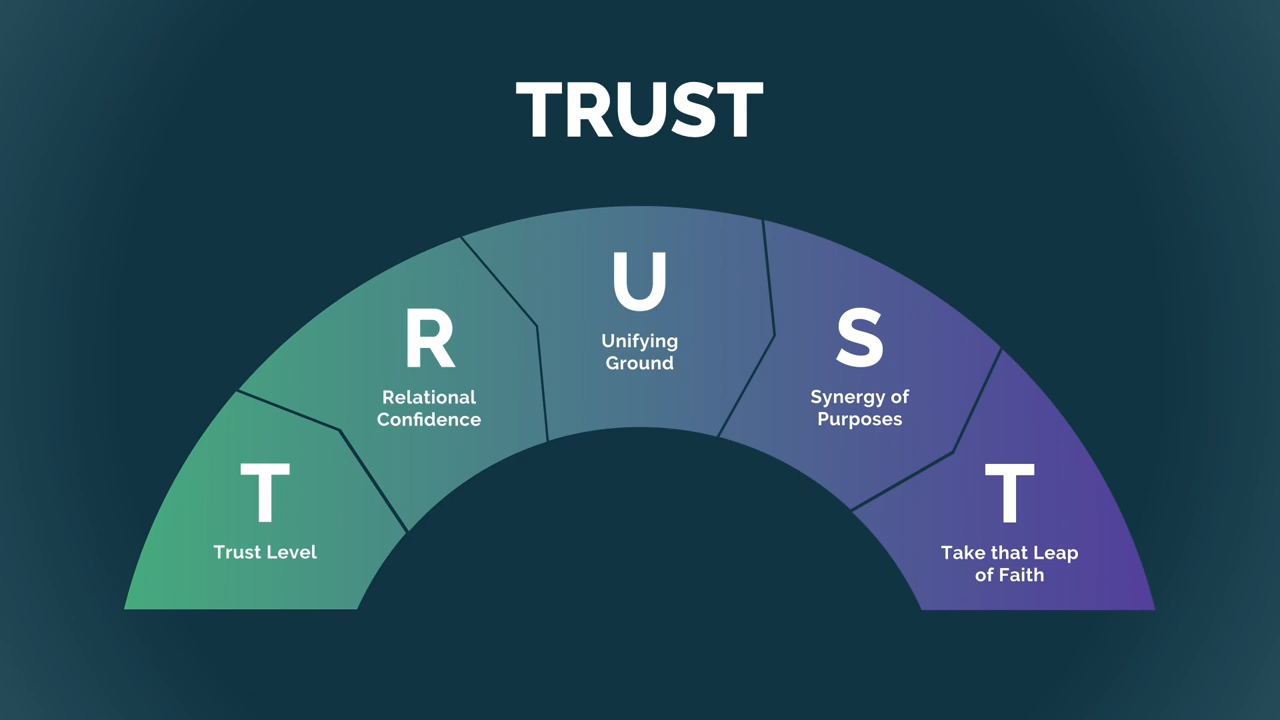 TRUST
T
Trust Level
R
Relational
Confidence
U
Unifying
Ground
S
Synergy of
Purposes
T
Take that Leap
of Faith